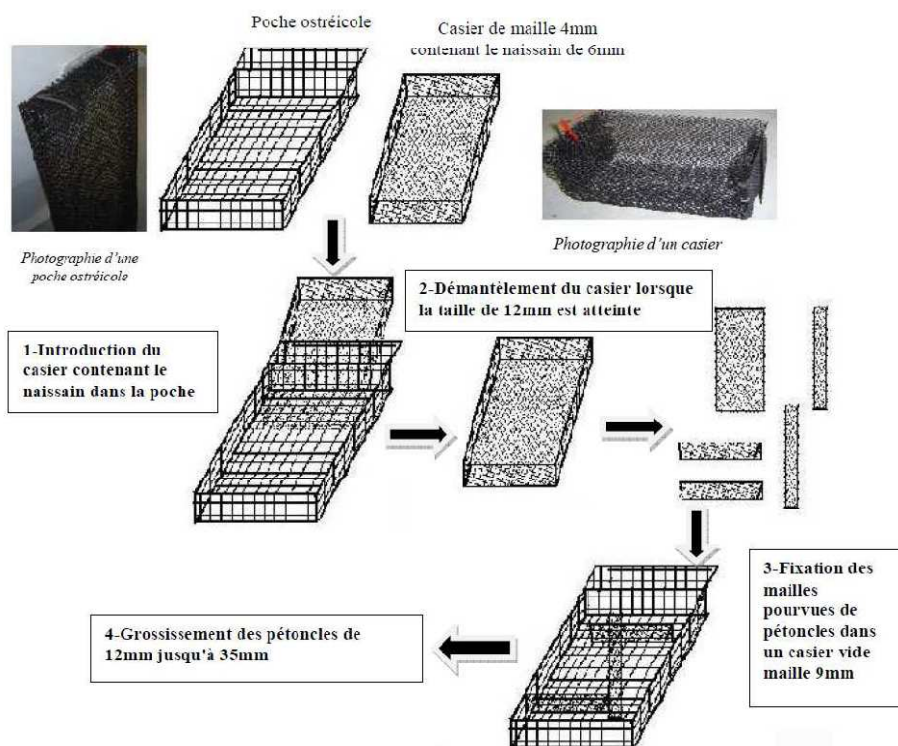 Poche ostréicole
Casier de maille 4mm
contenant le naissain de 6mm
Photographie d'une
poche ostréicole
Photographie d'un casier
2-Démantèlement du casier lorsque
la taille de 12mm est atteinte
1-Introduction du
casier contenant le
naissain dans la poche
3-Fixation des
mailles
pourvues de
pétoncles dans
un casier vide
maille 9mm
4-Grossissement des pétoncles de
12mm jusqu'à 35mm